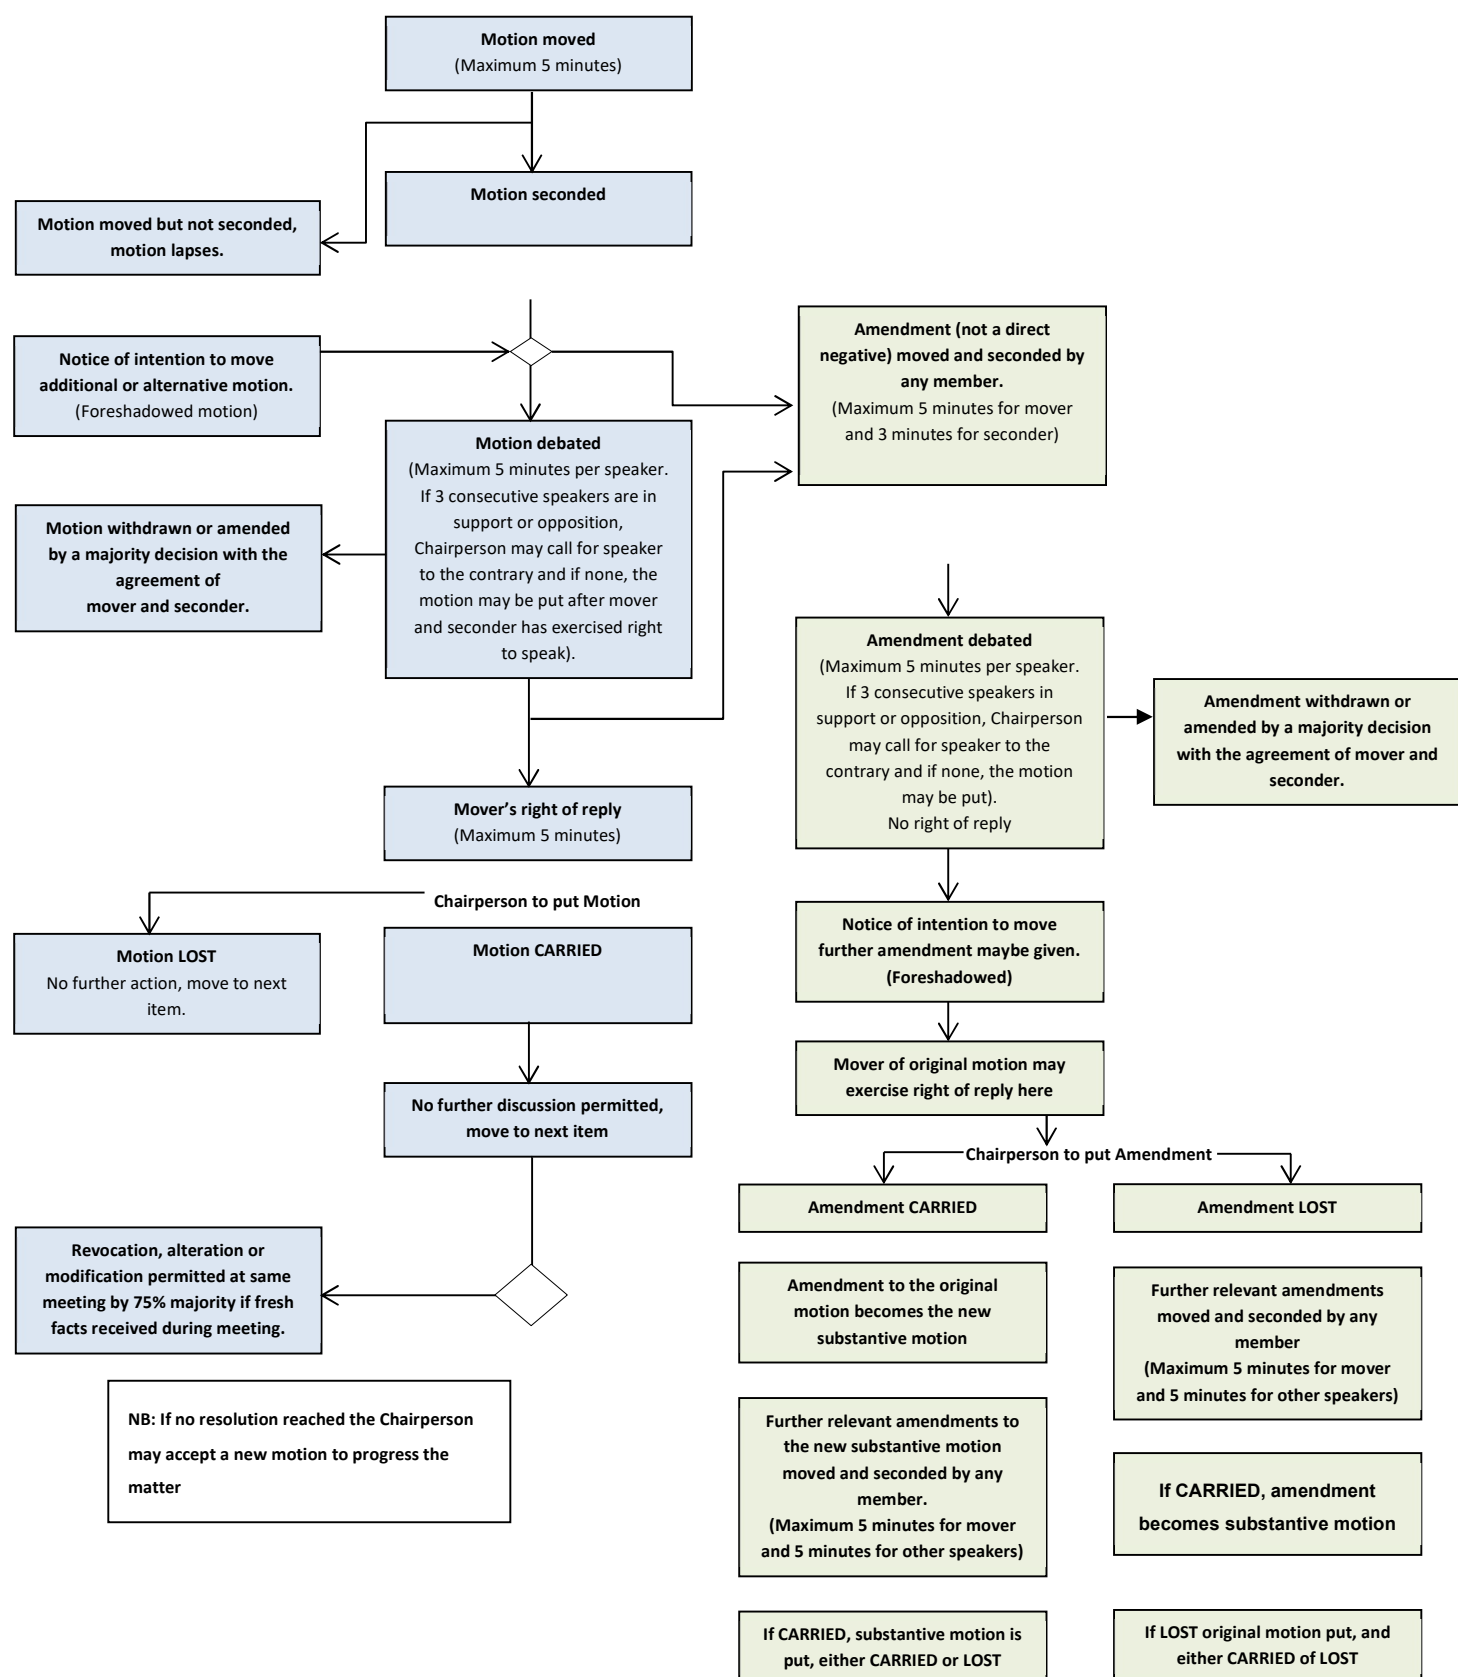 Motion moved
(Maximum 5 minutes)
Motion seconded
Motion moved but not seconded,
motion lapses.
Notice of intention to move
additional or alternative motion.
(Foreshadowed motion)
Amendment (not a direct
negative) moved and seconded by
any member.
(Maximum 5 minutes for mover
and 3 minutes for seconder)
Motion debated
(Maximum 5 minutes per speaker.
If 3 consecutive speakers are in
support or opposition,
Chairperson may call for speaker
to the contrary and if none, the
motion may be put after mover
and seconder has exercised right
to speak).
Motion withdrawn or amended
by a majority decision with the
agreement of
mover and seconder.
Amendment debated
(Maximum 5 minutes per speaker.
If 3 consecutive speakers in
support or opposition, Chairperson
may call for speaker to the
contrary and if none, the motion
may be put).
No right of reply
Amendment withdrawn or
amended by a majority decision
with the agreement of mover and
seconder.
Mover’s right of reply
(Maximum 5 minutes)
Chairperson to put Motion
Motion LOST
No further action, move to next
item.
Motion CARRIED
Notice of intention to move
further amendment maybe given.
(Foreshadowed)
Mover of original motion may
exercise right of reply here
No further discussion permitted,
move to next item
Chairperson to put Amendment
Amendment CARRIED
Amendment LOST
Revocation, alteration or
modification permitted at same
meeting by 75% majority if fresh
facts received during meeting.
Amendment to the original
motion becomes the new
substantive motion
Further relevant amendments
moved and seconded by any
member
(Maximum 5 minutes for mover
and 5 minutes for other speakers)
NB: If no resolution reached the Chairperson
may accept a new motion to progress the
matter
Further relevant amendments to
the new substantive motion
moved and seconded by any
member.
(Maximum 5 minutes for mover
and 5 minutes for other speakers)
If CARRIED, amendment
becomes substantive motion
If CARRIED, substantive motion is
put, either CARRIED or LOST
If LOST original motion put, and
either CARRIED of LOST